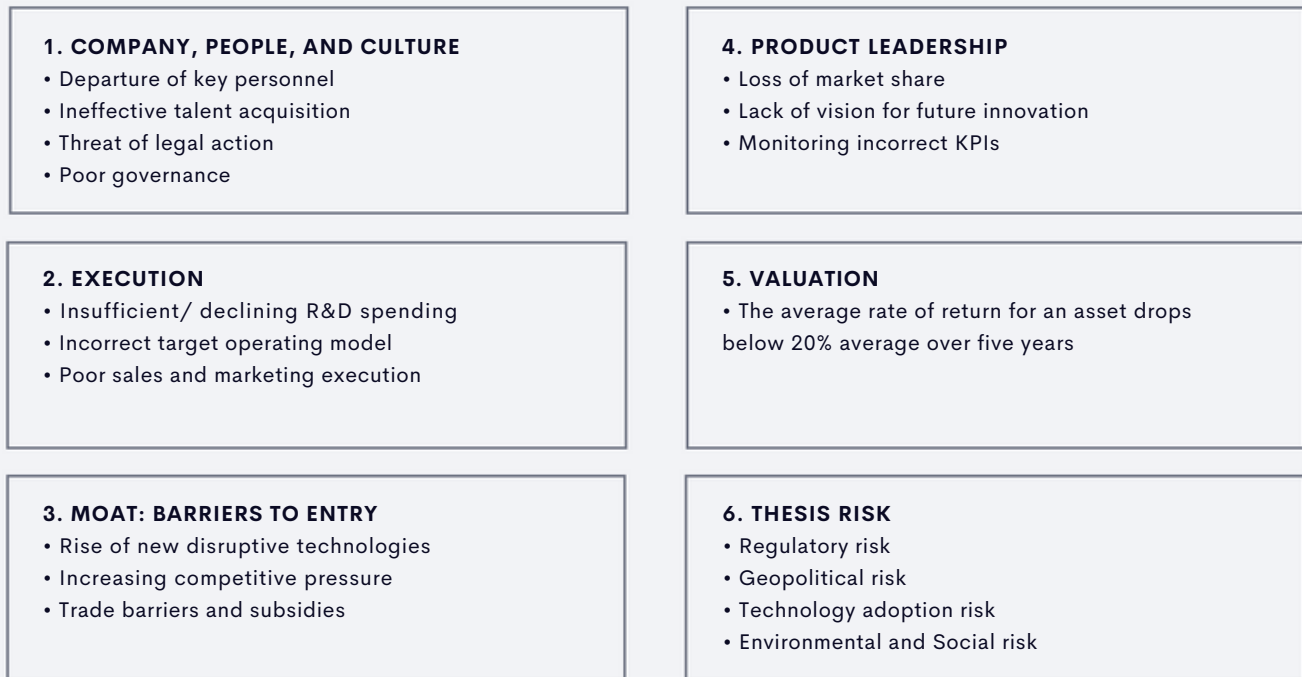 1. COMPANY, PEOPLE, AND CULTURE
• Departure of key personnel
• Ineffective talent acquisition
• Threat of legal action
• Poor governance
2. EXECUTION
• Insufficient/ declining R&D spending
• Incorrect target operating model
• Poor sales and marketing execution
3. MOAT: BARRIERS TO ENTRY
• Rise of new disruptive technologies
• Increasing competitive pressure
• Trade barriers and subsidies
4. PRODUCT LEADERSHIP
• Loss of market share
• Lack of vision for future innovation
• Monitoring incorrect KPIs
5. VALUATION
• The average rate of return for an asset drops
below 20% average over five years
6. THESIS RISK
• Regulatory risk
• Geopolitical risk
• Technology adoption risk
• Environmental and Social risk